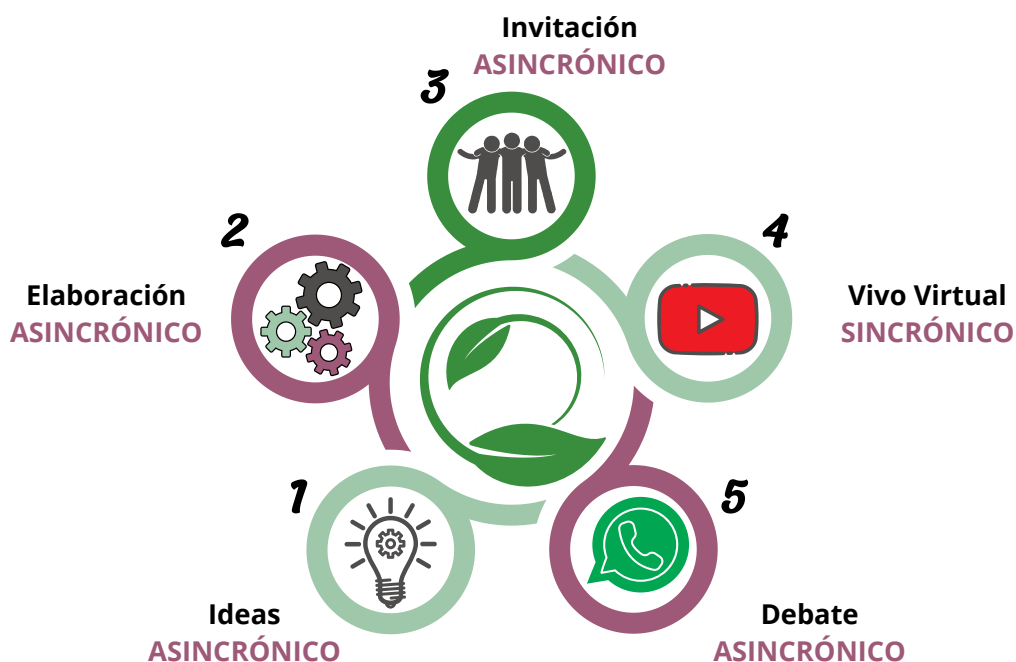 Invitación
ASINCRÓNICO
3
2
4
Elaboración
ASINCRÓNICO
Vivo Virtual
SINCRÓNICO
1
5
Ideas
ASINCRÓNICO
Debate
ASINCRÓNICO